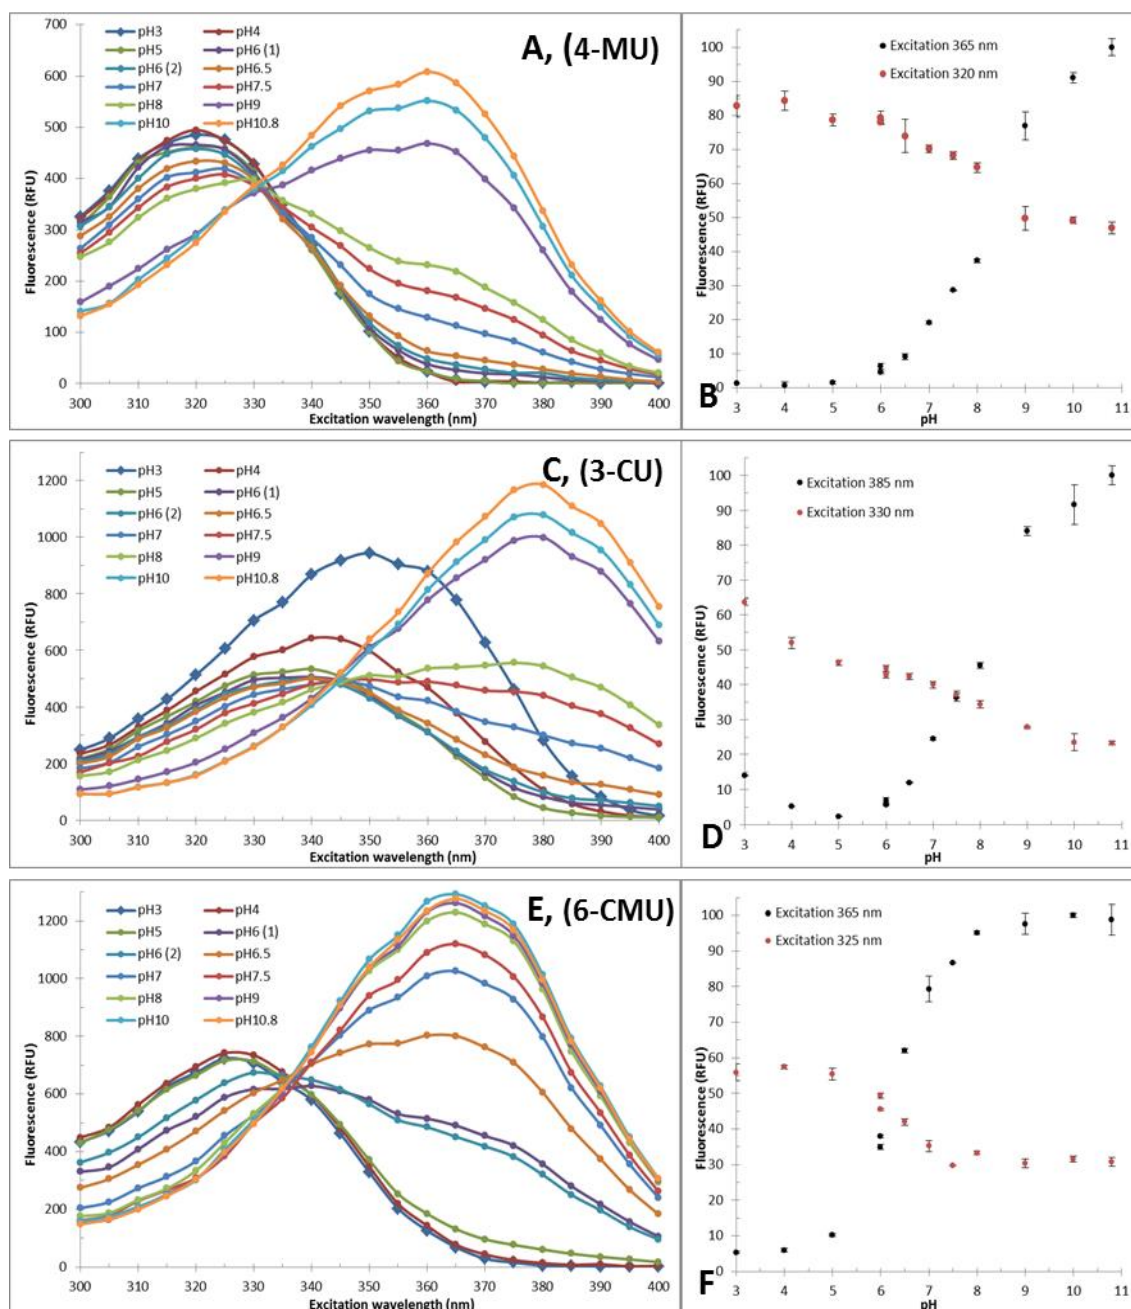 A, (4-MU)
pH3 pH4
pH5 pH6 (1)
pH6 (2) pH6.5
pH7 pH7.5
pH8 pH9
pH10 pH10.8
Fluorescence (RFU)
700
600
500
400
300
200
100
0
300 310 320 330 340 350 360 370 380 390 400
Excitation wavelength (nm)
Excitation 365 nm
Excitation 320 nm
Fluorescence (RFU)
100
90
80
70
60
50
40
30
20
10
0
B
3 4 5 6 7 8 9 10 11
pH
C, (3-CU)
pH3 pH4
pH5 pH6 (1)
pH6 (2) pH6.5
pH7 pH7.5
pH8 pH9
pH10 pH10.8
Fluorescence (RFU)
1200
1000
800
600
400
200
0
300 310 320 330 340 350 360 370 380 390 400
Excitation wavelength (nm)
Excitation 385 nm
Excitation 330 nm
Fluorescence (RFU)
100
90
80
70
60
50
40
30
20
10
0
D
3 4 5 6 7 8 9 10 11
pH
E, (6-CMU)
pH3 pH4
pH5 pH6 (1)
pH6 (2) pH6.5
pH7 pH7.5
pH8 pH9
pH10 pH10.8
Fluorescence (RFU)
1200
1000
800
600
400
200
0
300 310 320 330 340 350 360 370 380 390 400
Excitation wavelength (nm)
Excitation 365 nm
Excitation 325 nm
Fluorescence (RFU)
100
90
80
70
60
50
40
30
20
10
0
F
3 4 5 6 7 8 9 10 11
pH